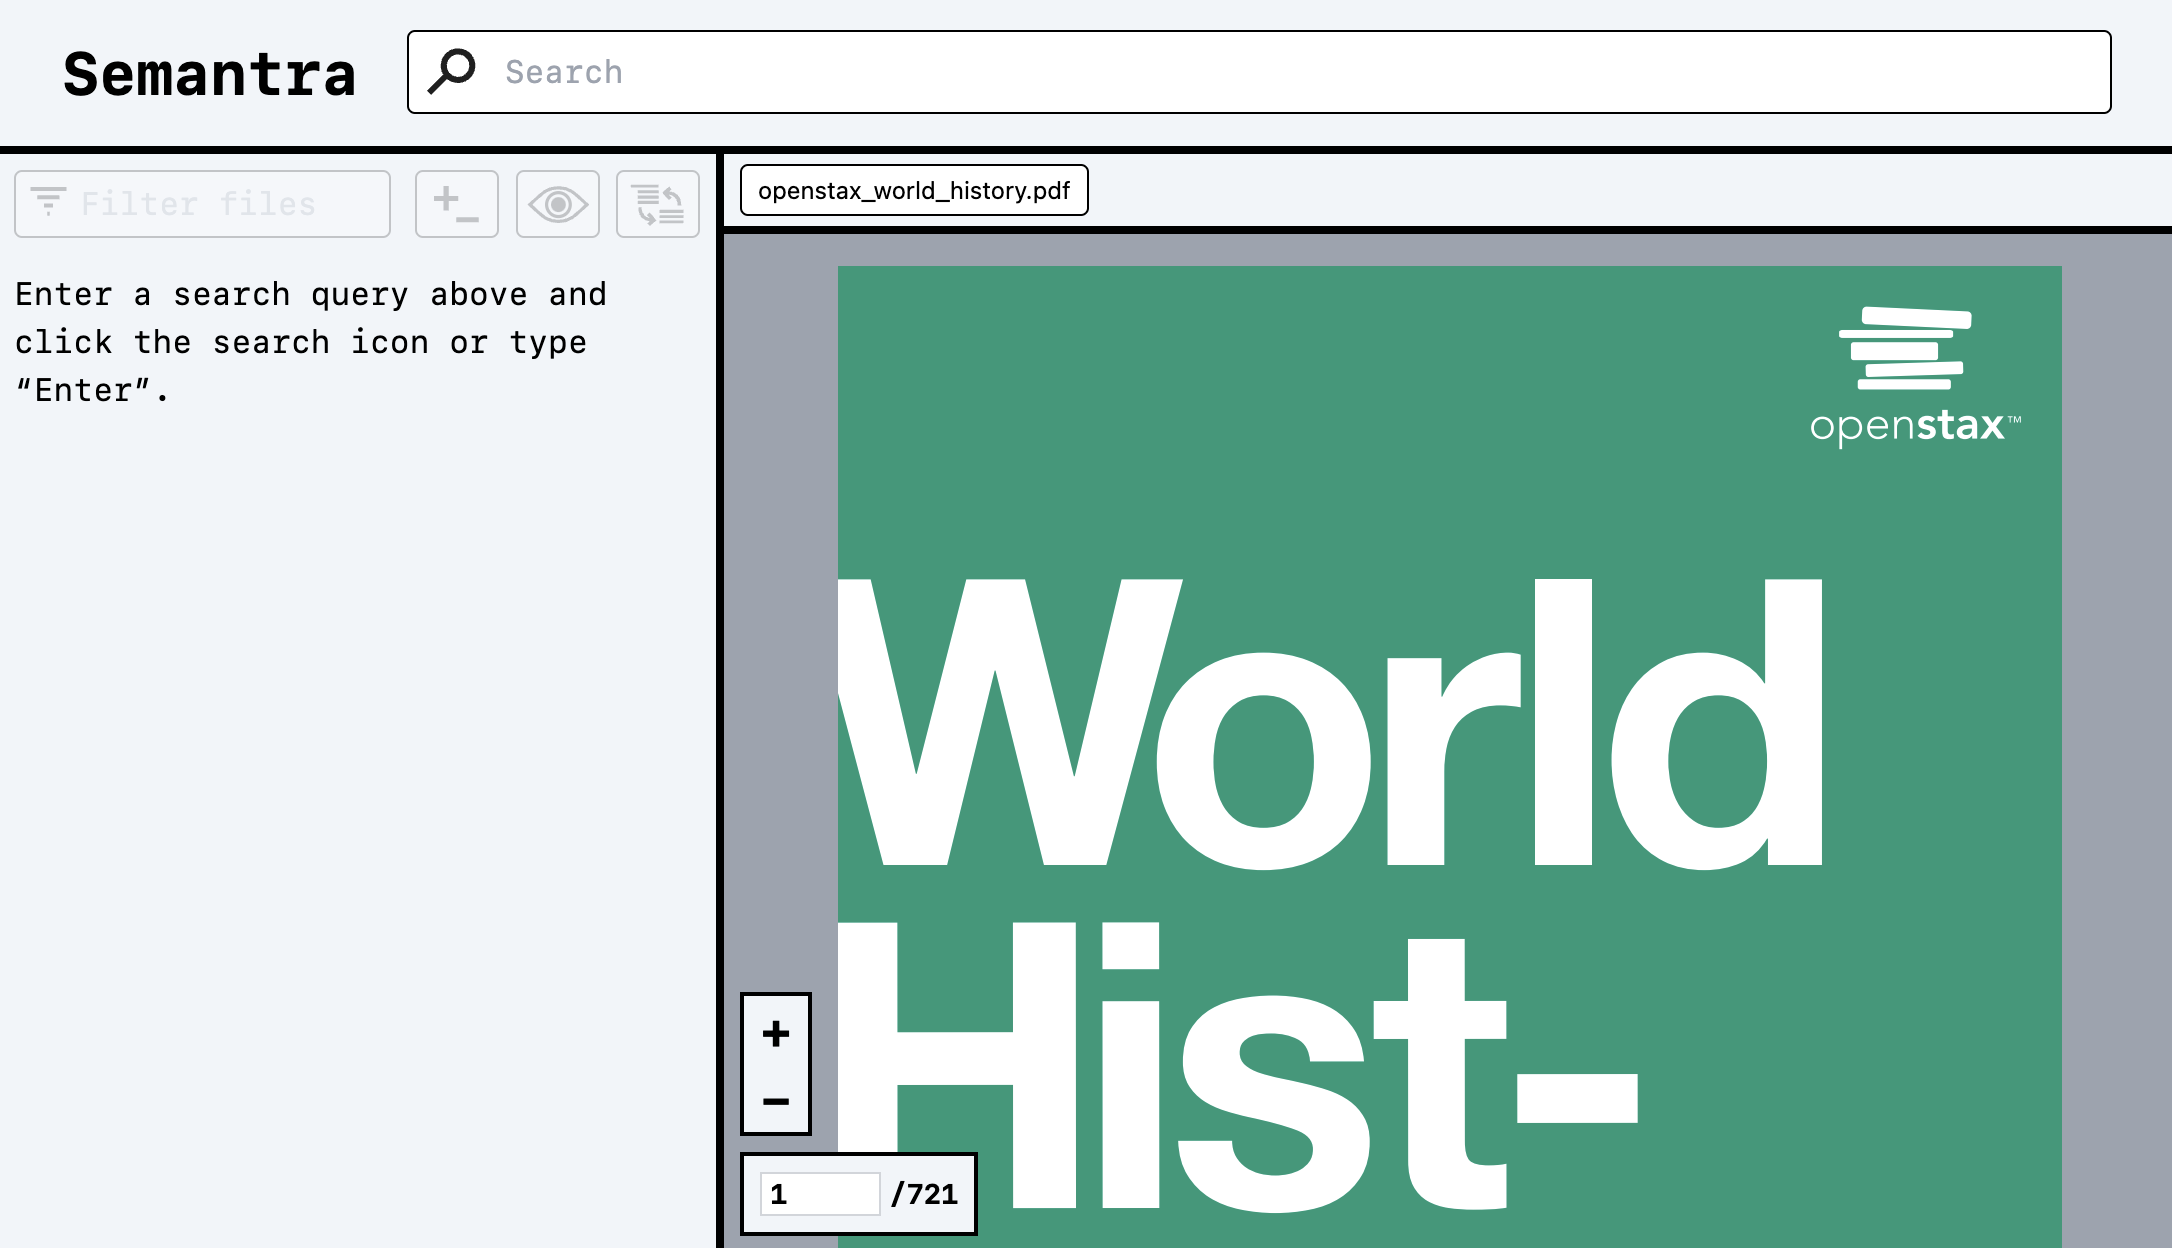 Semantra
Search
Filter files
Enter a search query above and
click the search icon or type
“Enter”.
openstax_world_history.pdf
openstax™
World
Hist-
1 /721